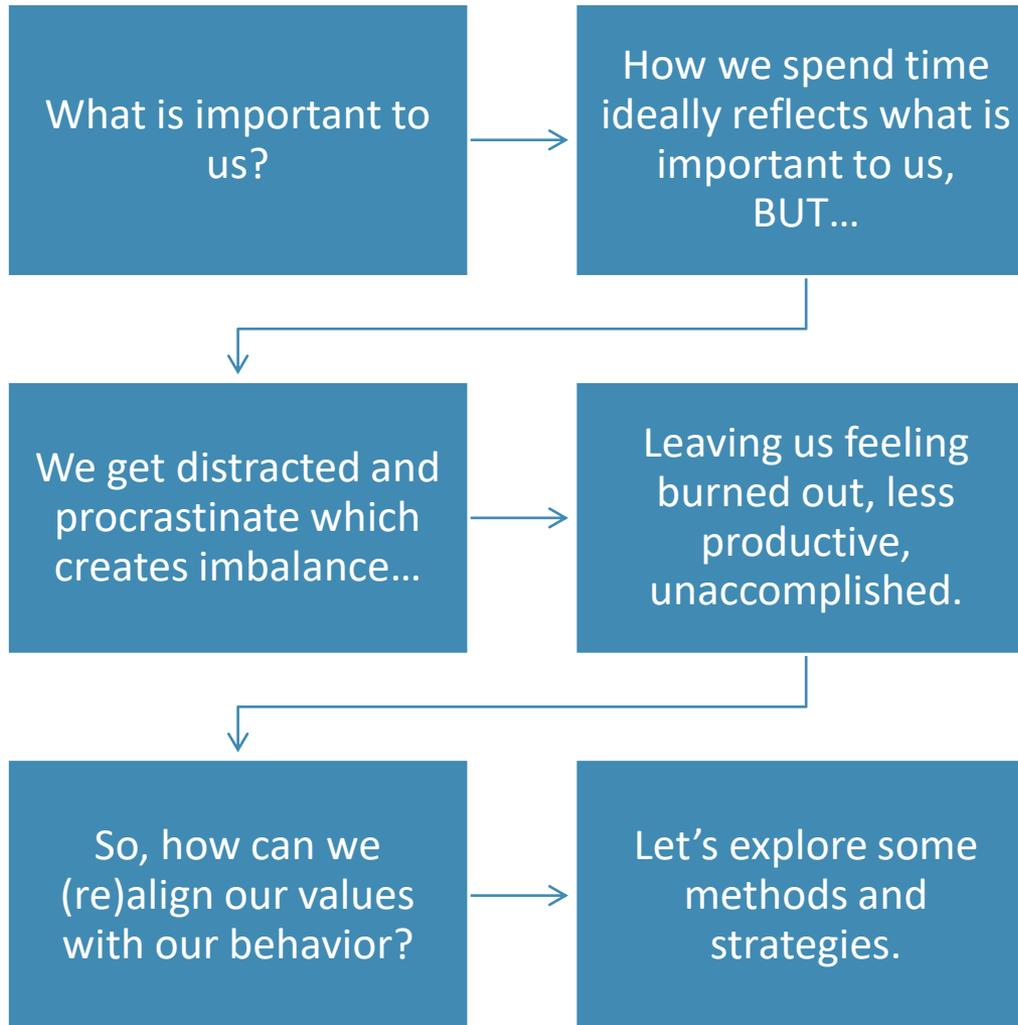 What is important to
us?
How we spend time
ideally reflects what is
important to us,
BUT…
We get distracted and
procrastinate which
creates imbalance…
Leaving us feeling
burned out, less
productive,
unaccomplished.
So, how can we
(re)align our values
with our behavior?
Let’s explore some
methods and
strategies.